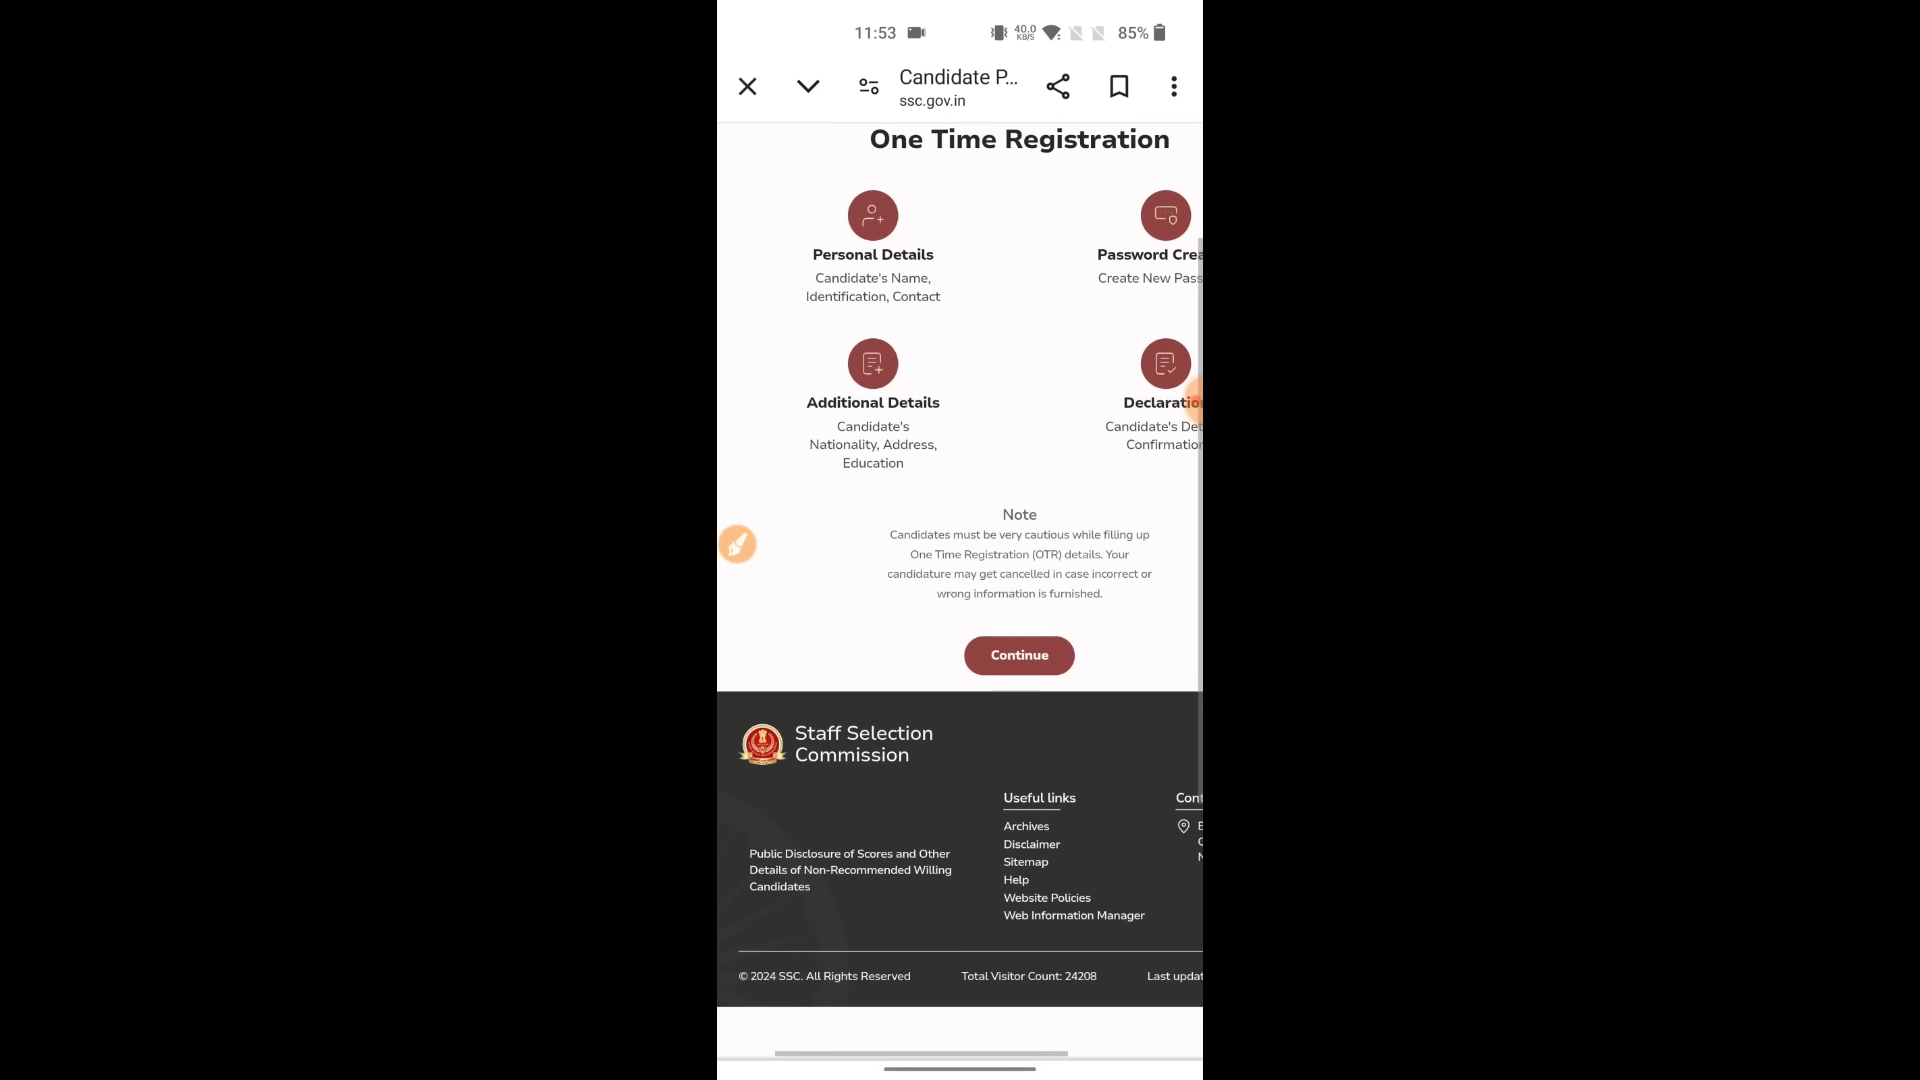 11:53
40.0
KB/S
85%
Candidate P...
ssc.gov.in
One Time Registration
Personal Details
Candidate's Name,
Identification, Contact
Password Crea
Create New Pass
Additional Details
Candidate's
Nationality, Address,
Education
Declaration
Candidate's Det
Confirmation
Note
Candidates must be very cautious while filling up
One Time Registration (OTR) details. Your
candidature may get cancelled in case incorrect or
wrong information is furnished.
Continue
Staff Selection
Commission
Public Disclosure of Scores and Other
Details of Non-Recommended Willing
Candidates
Useful links
Archives
Disclaimer
Sitemap
Help
Website Policies
Web Information Manager
Cont
© 2024 SSC. All Rights Reserved
Total Visitor Count: 24208
Last updat